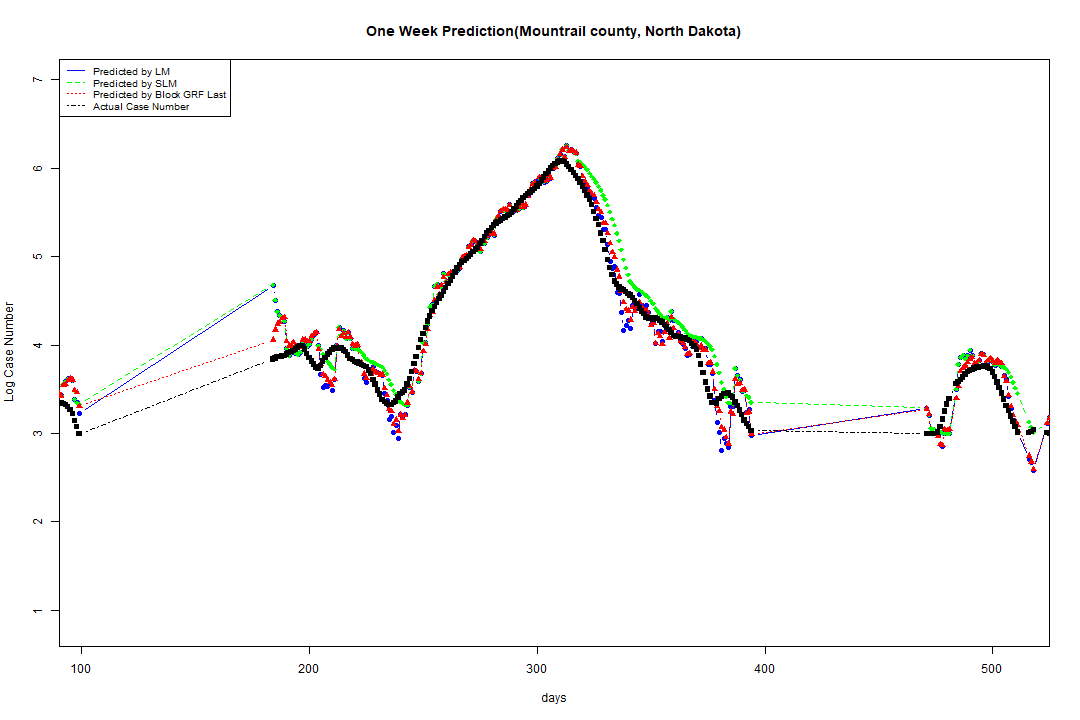 One Week Prediction(Mountrail county, North Dakota)
Predicted by LM
Predicted by SLM
Predicted by Block GRF Last
Actual Case Number
Log Case Number
7
6
5
4
3
2
1
100 200 300 400 500
days